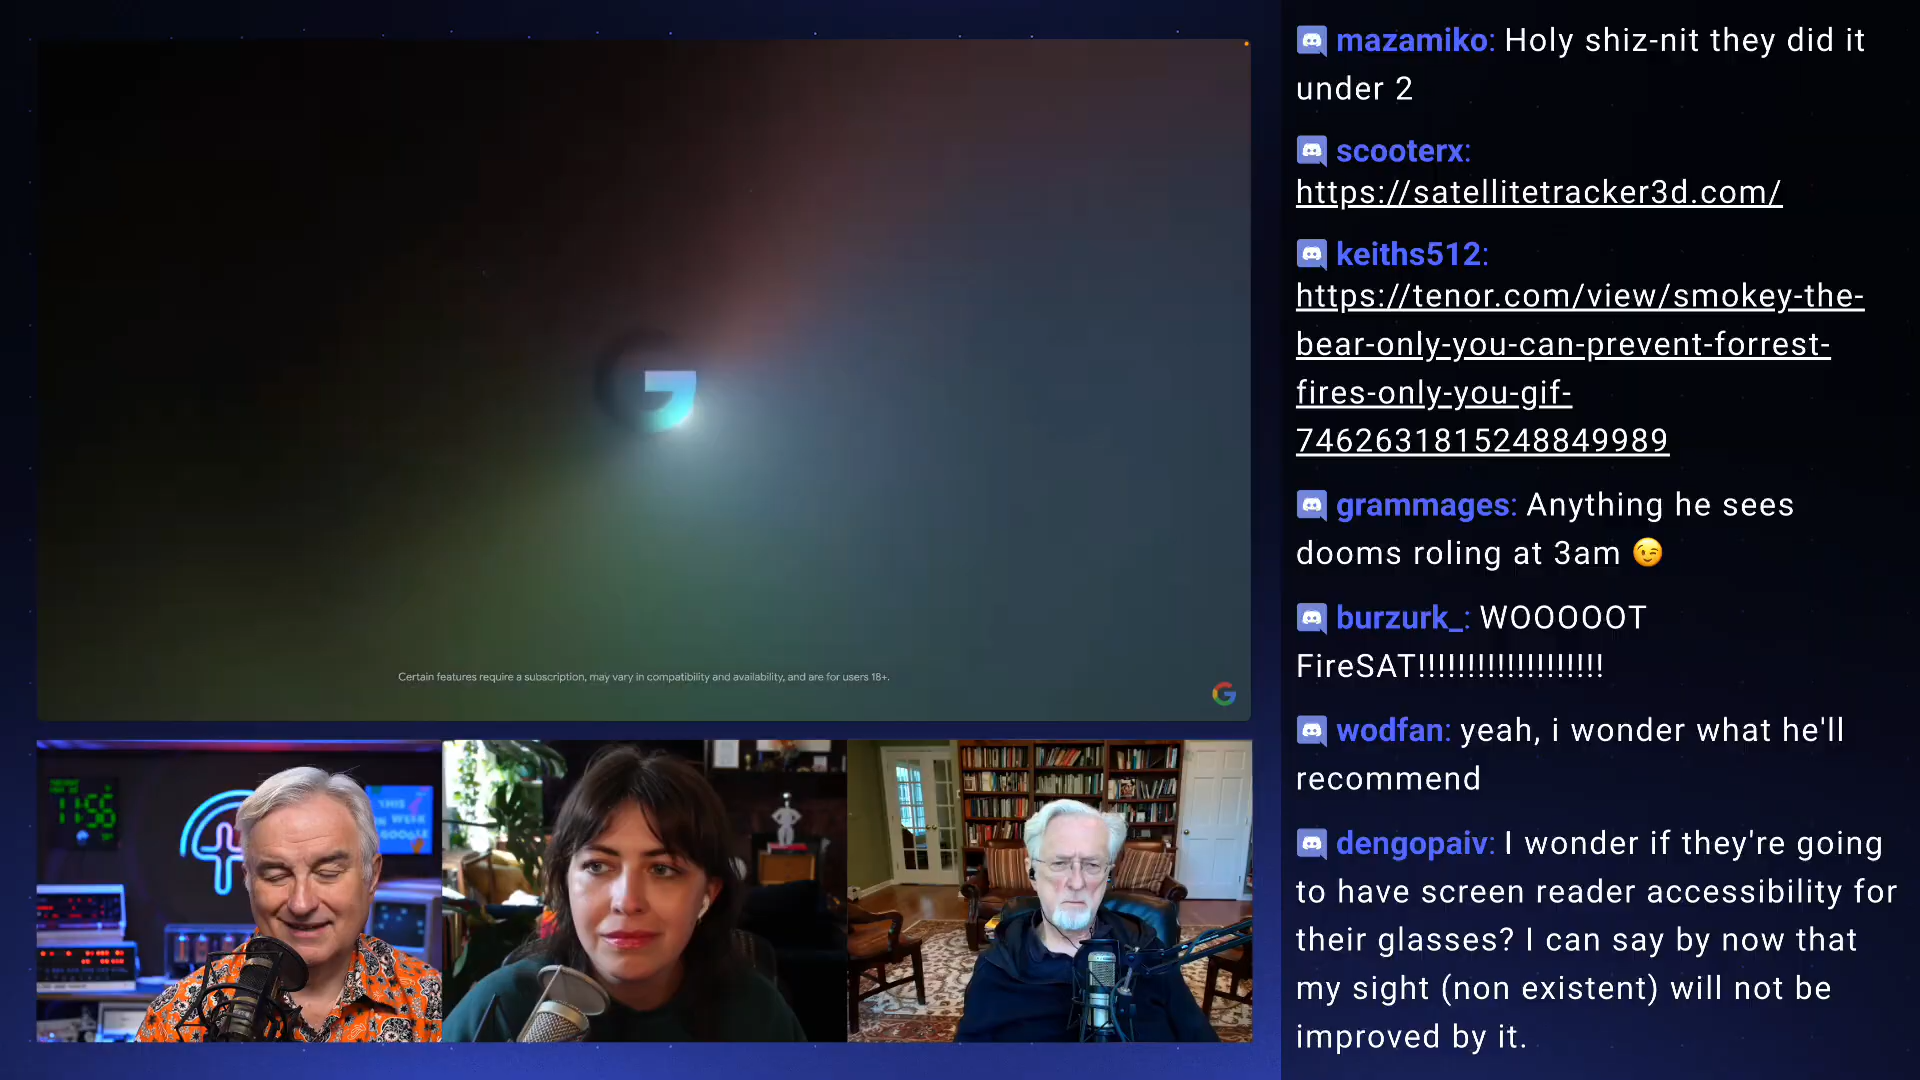 Certain features require a subscription, may vary in compatibility and availability, and are for users 18+.
11:56
mazamiko: Holy shiz-nit they did it
under 2
scooterx:
https://satellitetracker3d.com/
keiths512:
https://tenor.com/view/smokey-the-
bear-only-you-can-prevent-forrest-
fires-only-you-gif-
7462631815248849989
grammages: Anything he sees
dooms roling at 3am 😉
burzurk_: WOOOOOT
FireSAT!!!!!!!!!!!!!!!!!!!
wodfan: yeah, i wonder what he'll
recommend
dengopaiv: I wonder if they're going
to have screen reader accessibility for
their glasses? I can say by now that
my sight (non existent) will not be
improved by it.